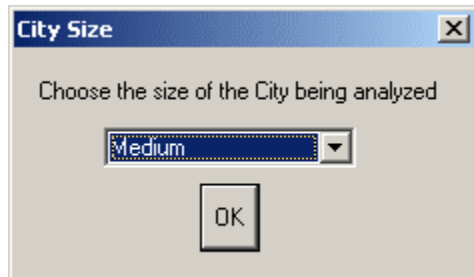 City Size
Choose the size of the City being analyzed
Medium
OK